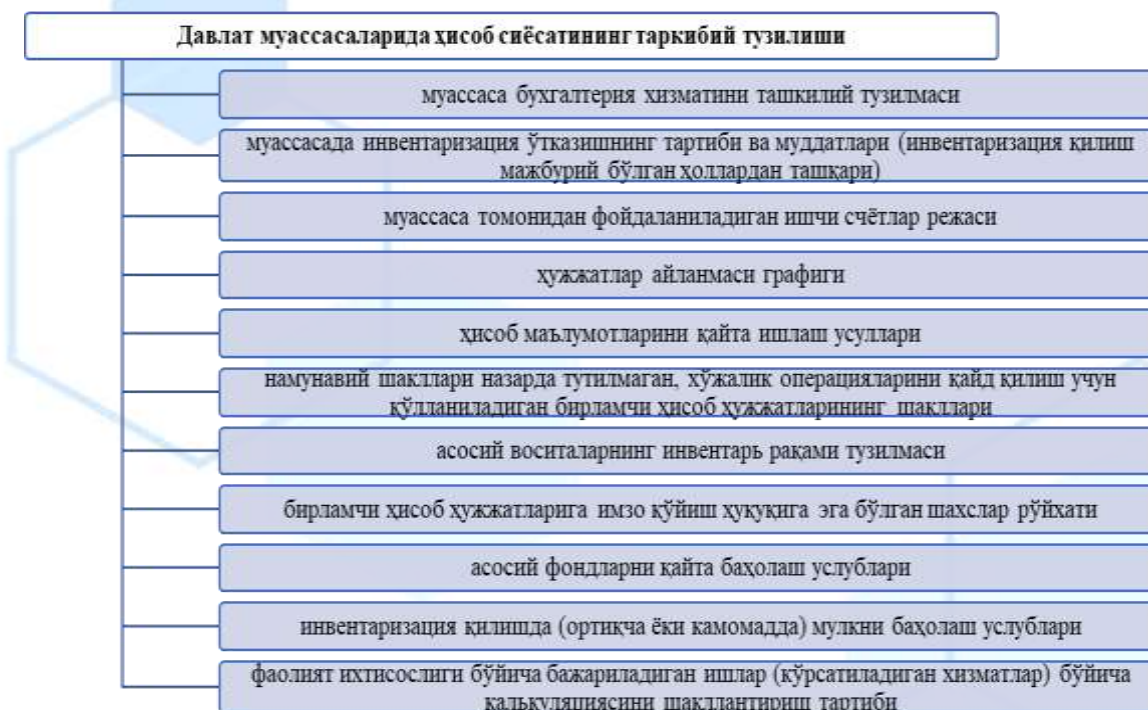 Давлат муассасаларида ҳисоб сиёсатининг таркибий тузилиши
муассаса бухгалтерия хизматини ташкилий тузилмаси
муассасада инвентаризация ўтказишнинг тартиби ва муддатлари (инвентаризация қилиш
мажбурий бўлган ҳоллардан ташқари)
муассаса томонидан фойдаланиладиган ишчи счётлар режаси
ҳужжатлар айланмаси графиги
ҳисоб маълумотларини қайта ишлаш усуллари
намунавий шакллари назарда тутилмаган, хўжалик операцияларини қайд қилиш учун
қўлланиладиган бирламчи ҳисоб ҳужжатларининг шакллари
асосий воситаларнинг инвентарь рақами тузилмаси
бирламчи ҳисоб ҳужжатларига имзо қўйиш ҳуқуқига эга бўлган шахслар рўйхати
асосий фондларни қайта баҳолаш услублари
инвентаризация қилишда (ортиқча ёки камомадда) мулкни баҳолаш услублари
фаолият ихтисослиги бўйича бажариладиган ишлар (кўрсатиладиган хизматлар) бўйича
калькуляциясини шакллантириш тартиби